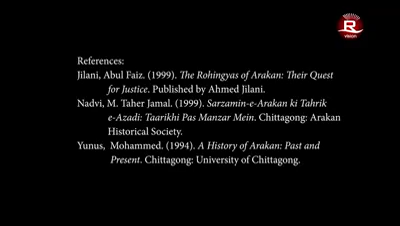 R
vision
References:
Jilani, Abul Faiz. (1999). The Rohingyas of Arakan: Their Quest
for Justice. Published by Ahmed Jilani.
Nadvi, M. Taher Jamal. (1999). Sarzamin-e-Arakan ki Tahrik
e-Azadi: Taarikhi Pas Manzar Mein. Chittagong: Arakan
Historical Society.
Yunus, Mohammed. (1994). A History of Arakan: Past and
Present. Chittagong: University of Chittagong.